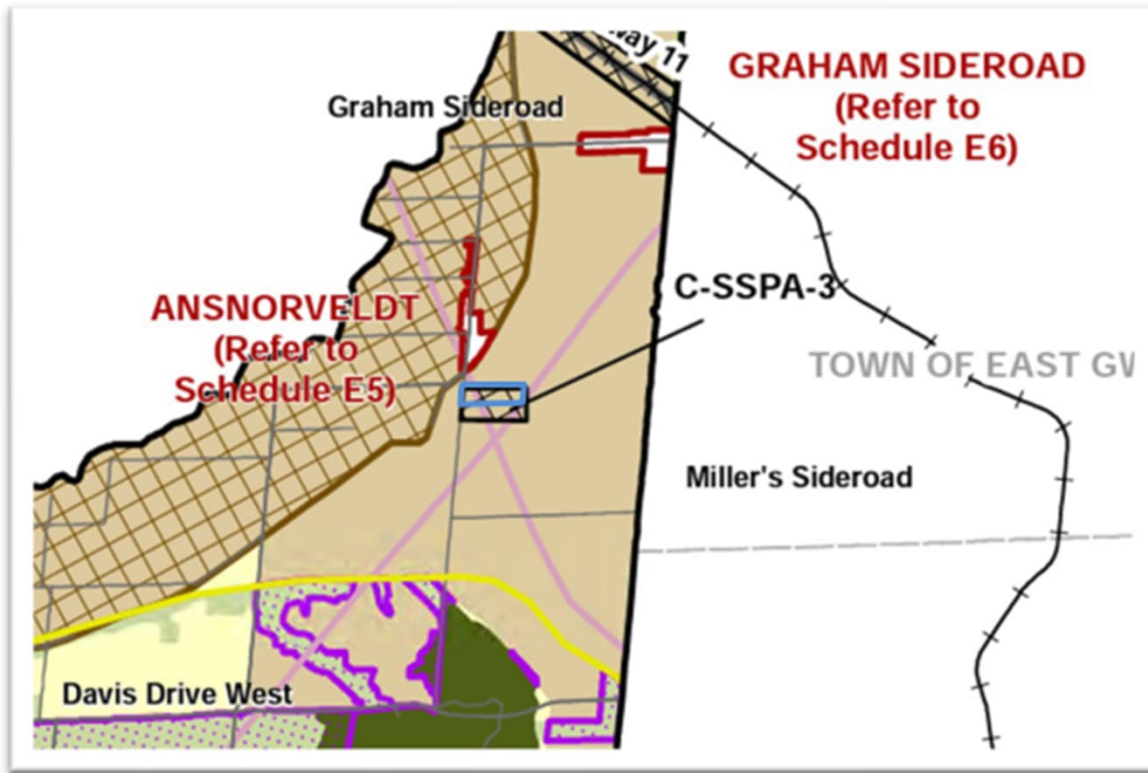 way 11
GRAHAM SIDEROAD
(Refer to
Schedule E6)
Graham Sideroad
C-SSPA-3
ANSNORVELDT
(Refer to
Schedule E5)
TOWN OF EAST GW
Miller's Sideroad
Davis Drive West